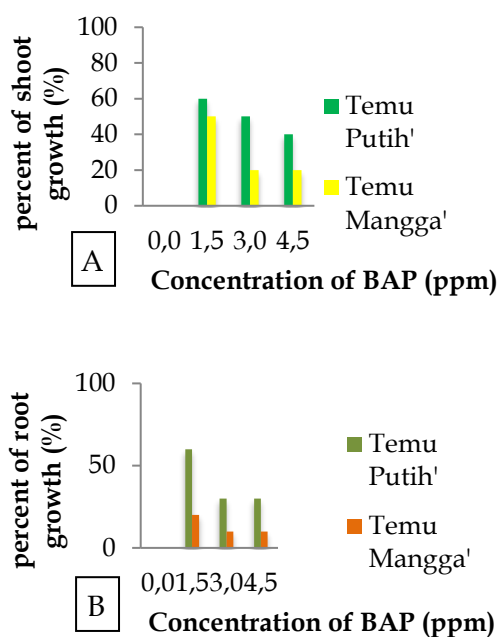 percent of shoot
growth (%)
100
80
60
40
20
0
0,0 1,5 3,0 4,5
Concentration of BAP (ppm)
Temu
Putih'
Temu
Mangga'
A
percent of root
growth (%)
100
50
0
0,01,53,04,5
Concentration of BAP (ppm)
Temu
Putih'
Temu
Mangga'
B